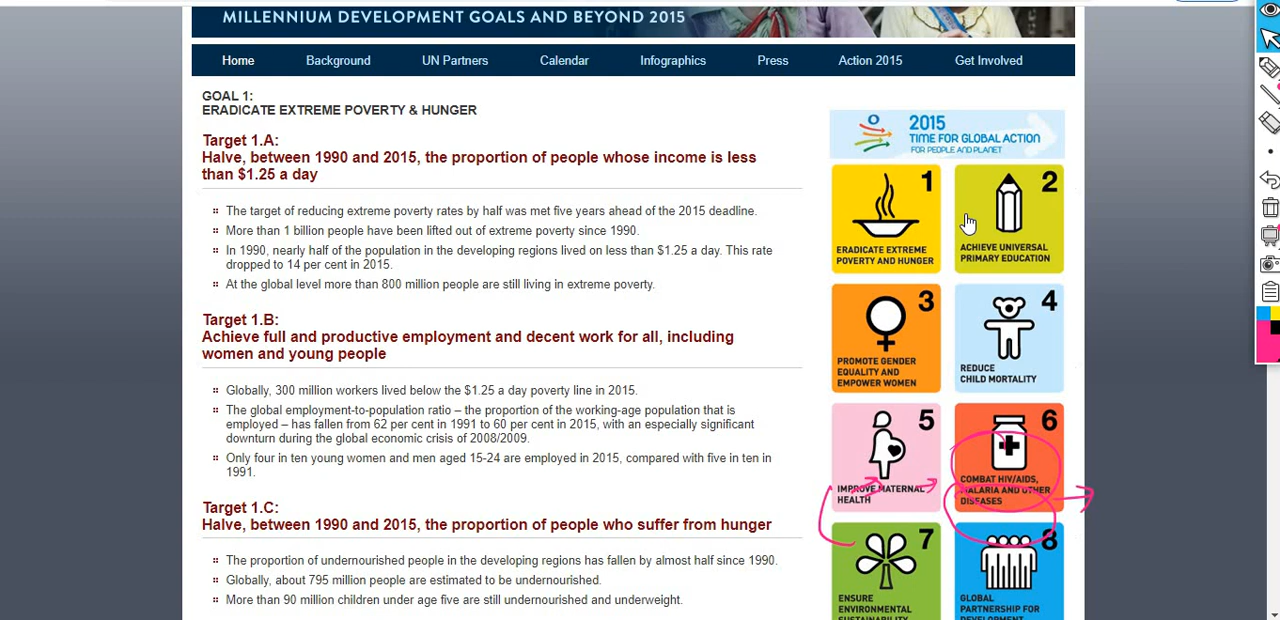 MILLENNIUM DEVELOPMENT GOALS AND BEYOND 2015
Home Background UN Partners Calendar Infographics Press Action 2015 Get Involved
GOAL 1:
ERADICATE EXTREME POVERTY & HUNGER
Target 1.A:
Halve, between 1990 and 2015, the proportion of people whose income is less
than $1.25 a day
The target of reducing extreme poverty rates by half was met five years ahead of the 2015 deadline.
More than 1 billion people have been lifted out of extreme poverty since 1990.
In 1990, nearly half of the population in the developing regions lived on less than $1.25 a day. This rate
dropped to 14 per cent in 2015.
At the global level more than 800 million people are still living in extreme poverty.
Target 1.B:
Achieve full and productive employment and decent work for all, including
women and young people
Globally, 300 million workers lived below the $1.25 a day poverty line in 2015.
The global employment-to-population ratio – the proportion of the working-age population that is
employed – has fallen from 62 per cent in 1991 to 60 per cent in 2015, with an especially significant
downturn during the global economic crisis of 2008/2009.
Only four in ten young women and men aged 15-24 are employed in 2015, compared with five in ten in
1991.
Target 1.C:
Halve, between 1990 and 2015, the proportion of people who suffer from hunger
The proportion of undernourished people in the developing regions has fallen by almost half since 1990.
Globally, about 795 million people are estimated to be undernourished.
More than 90 million children under age five are still undernourished and underweight.
2015
TIME FOR GLOBAL ACTION
FOR PEOPLE AND PLANET
1
ERADICATE EXTREME
POVERTY AND HUNGER
2
ACHIEVE UNIVERSAL
PRIMARY EDUCATION
3
PROMOTE GENDER
EQUALITY AND
EMPOWER WOMEN
4
REDUCE
CHILD MORTALITY
5
IMPROVE MATERNAL
HEALTH
6
COMBAT HIV/AIDS,
MALARIA AND OTHER
DISEASES
7
ENSURE
ENVIRONMENTAL
SUSTAINABILITY
8
GLOBAL
PARTNERSHIP FOR
DEVELOPMENT